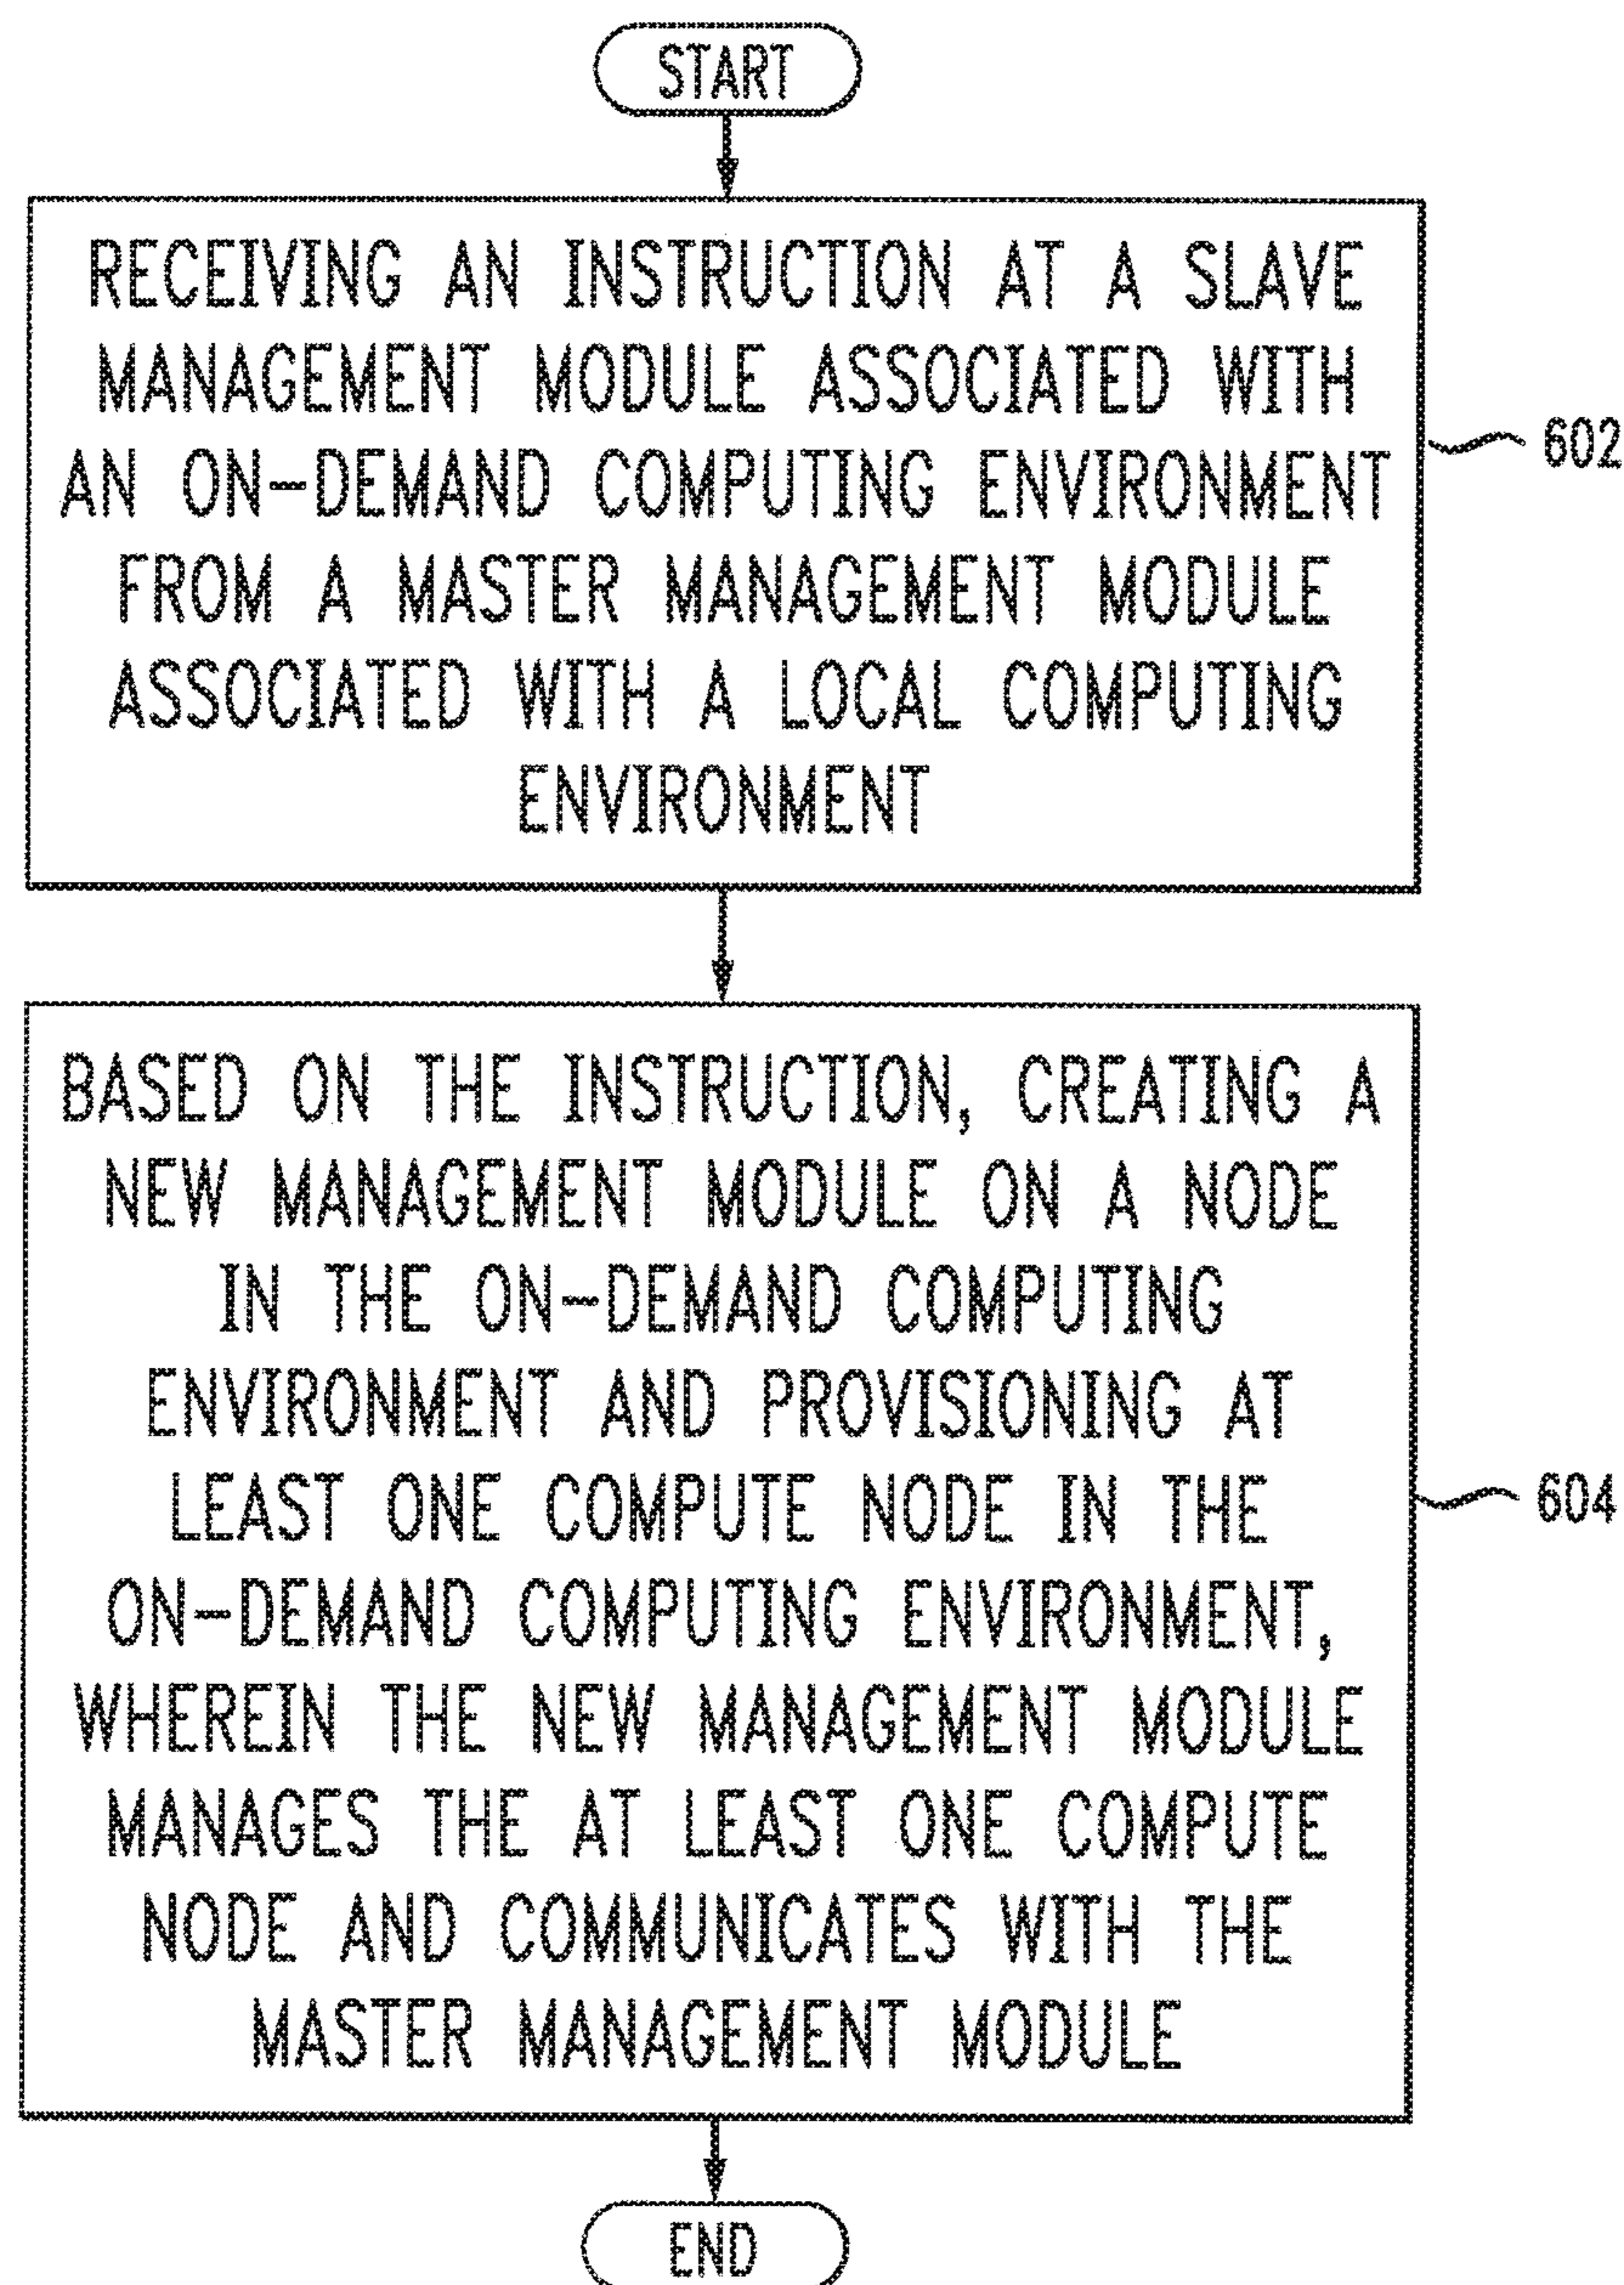 START
RECEIVING AN INSTRUCTION AT A SLAVE
MANAGEMENT MODULE ASSOCIATED WITH
AN ON-DEMAND COMPUTING ENVIRONMENT
FROM A MASTER MANAGEMENT MODULE
ASSOCIATED WITH A LOCAL COMPUTING
ENVIRONMENT
602
BASED ON THE INSTRUCTION, CREATING A
NEW MANAGEMENT MODULE ON A NODE
IN THE ON-DEMAND COMPUTING
ENVIRONMENT AND PROVISIONING AT
LEAST ONE COMPUTE NODE IN THE
ON-DEMAND COMPUTING ENVIRONMENT,
WHEREIN THE NEW MANAGEMENT MODULE
MANAGES THE AT LEAST ONE COMPUTE
NODE AND COMMUNICATES WITH THE
MASTER MANAGEMENT MODULE
604
END